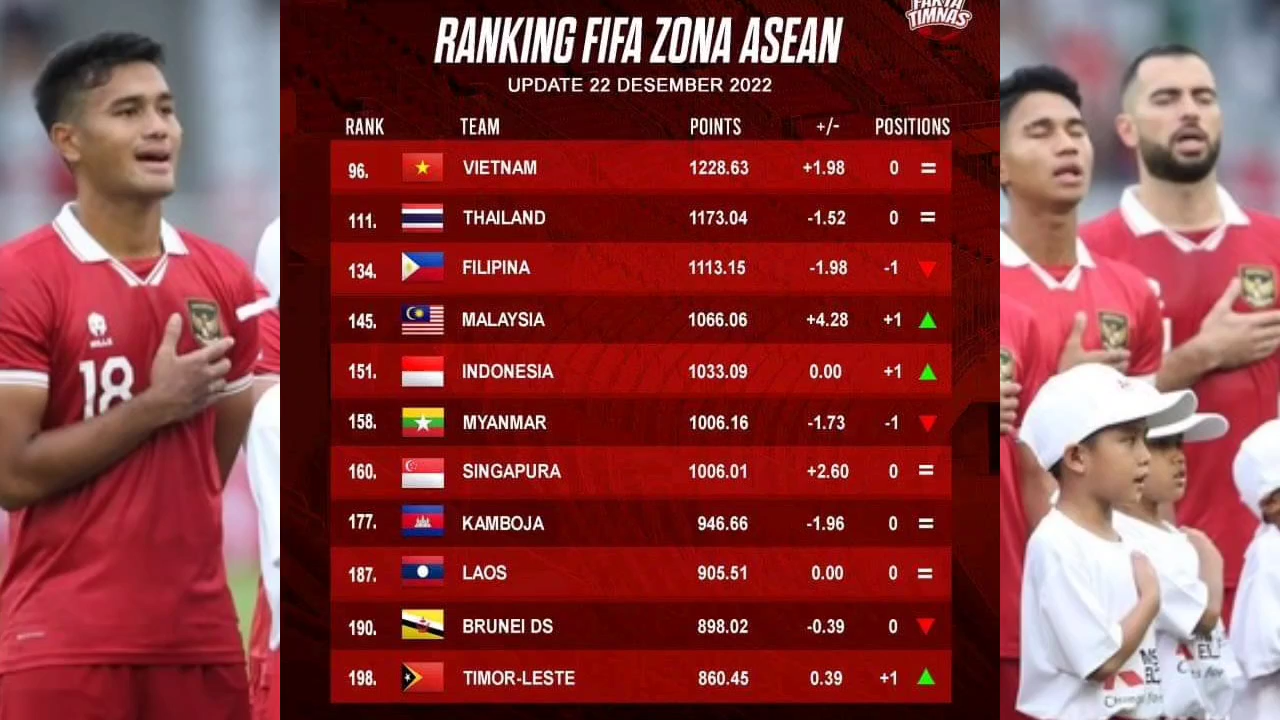 FAKTA
TIMNAS
RANKING FIFA ZONA ASEAN
UPDATE 22 DESEMBER 2022
RANK TEAM POINTS +/- POSITIONS
96. VIETNAM 1228.63 +1.98 0 =
111. THAILAND 1173.04 -1.52 0 =
134. FILIPINA 1113.15 -1.98 -1
145. MALAYSIA 1066.06 +4.28 +1
151. INDONESIA 1033.09 0.00 +1
158. MYANMAR 1006.16 -1.73 -1
160. SINGAPURA 1006.01 +2.60 0 =
177. KAMBOJA 946.66 -1.96 0 =
187. LAOS 905.51 0.00 0 =
190. BRUNEI DS 898.02 -0.39 0
198. TIMOR-LESTE 860.45 0.39 +1
18